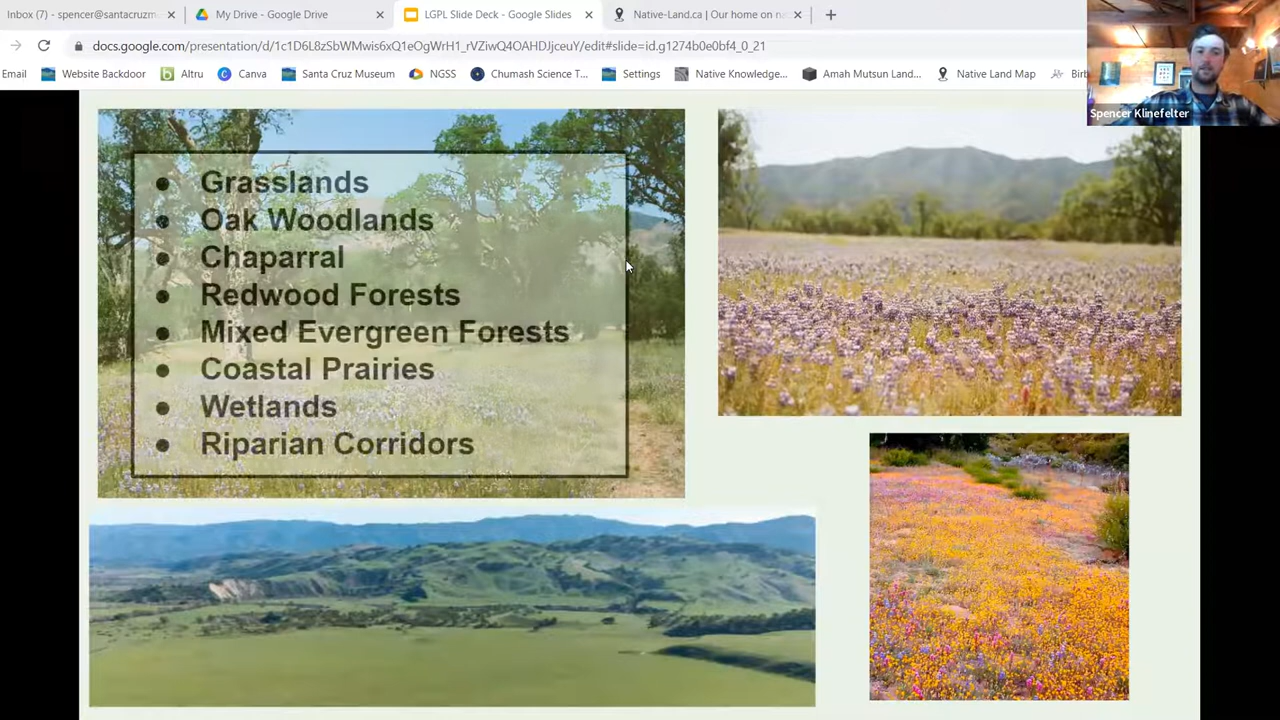 Inbox (7) - spencer@santacruzm
My Drive - Google Drive
LGPL Slide Deck - Google Slides
Native-Land.ca | Our home on na
docs.google.com/presentation/d/1c1D6L8zSbWMwis6xQ1eOgWrH1_rVZiwQ4OAHDJjceuY/edit#slide=id.g1274b0e0bf4_0_21
Email
Website Backdoor
Altru
Canva
Santa Cruz Museum
NGSS
Chumash Science T...
Settings
Native Knowledge...
Amah Mutsun Land...
Native Land Map
Spencer Klinefelter
● Grasslands
● Oak Woodlands
● Chaparral
● Redwood Forests
● Mixed Evergreen Forests
● Coastal Prairies
● Wetlands
● Riparian Corridors